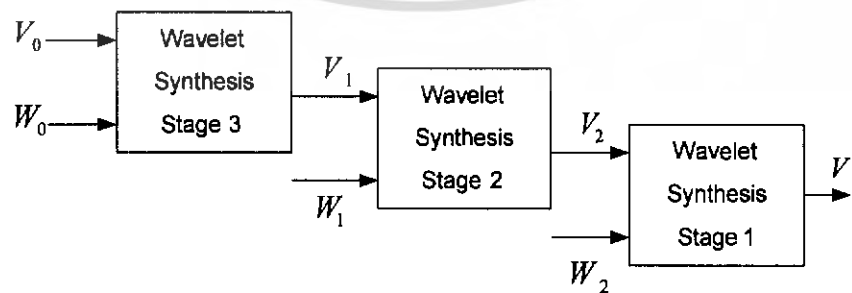 V₀
W₀
Wavelet
Synthesis
Stage 3
V₁
W₁
Wavelet
Synthesis
Stage 2
V₂
W₂
Wavelet
Synthesis
Stage 1
V